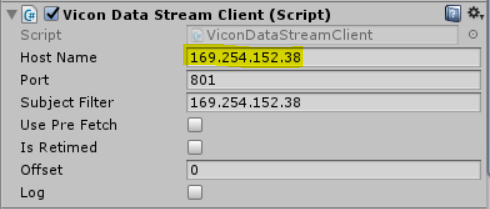 Vicon Data Stream Client (Script)
Script ViconDataStreamClient
Host Name 169.254.152.38
Port 801
Subject Filter 169.254.152.38
Use Pre Fetch
Is Retimed
Offset 0
Log